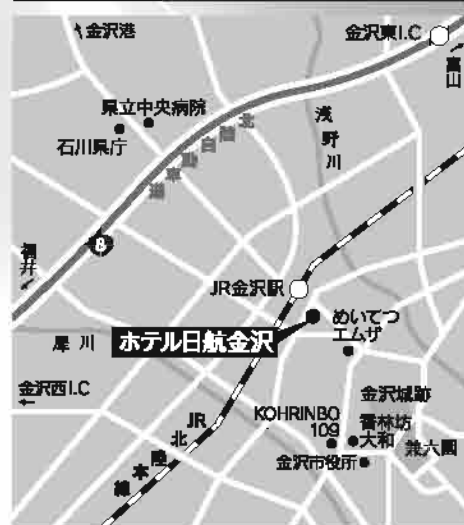 金沢港
金沢東I.C
富山
県立中央病院
石川県庁
浅野川
北陸自動車道
8
福井
JR金沢駅
めいてつ
エムザ
犀川
ホテル日航金沢
金沢西I.C
金沢城跡
KOHRINBO
109
香林坊
大和
兼六園
金沢市役所
JR北陸本線